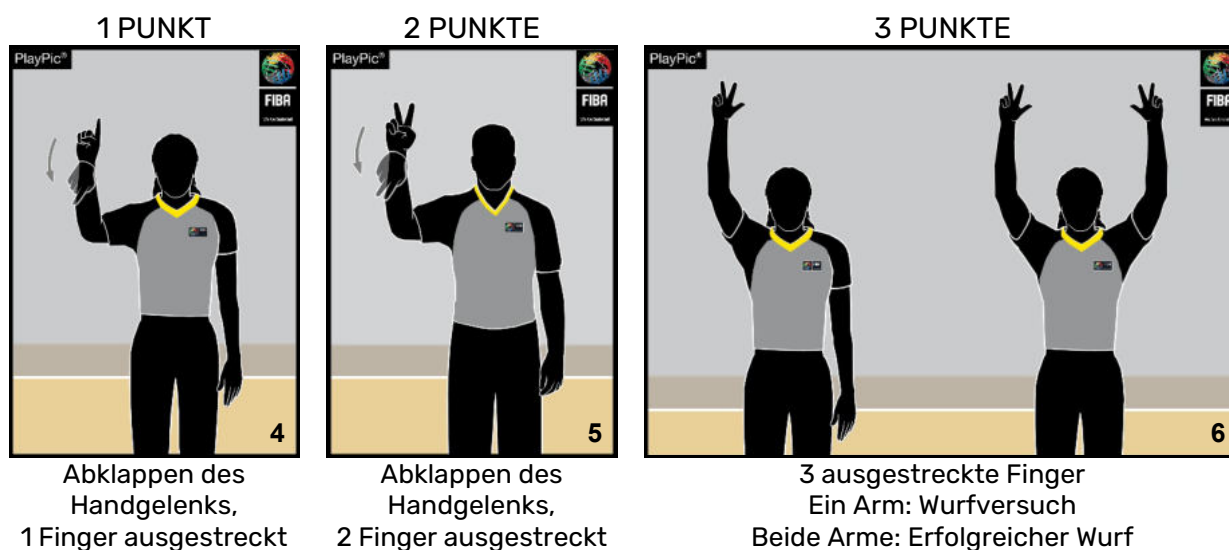 1 PUNKT
2 PUNKTE
3 PUNKTE
PlayPic®
FIBA
4
PlayPic®
FIBA
5
PlayPic®
FIBA
6
Abklappen des
Handgelenks,
1 Finger ausgestreckt
Abklappen des
Handgelenks,
2 Finger ausgestreckt
3 ausgestreckte Finger
Ein Arm: Wurfversuch
Beide Arme: Erfolgreicher Wurf